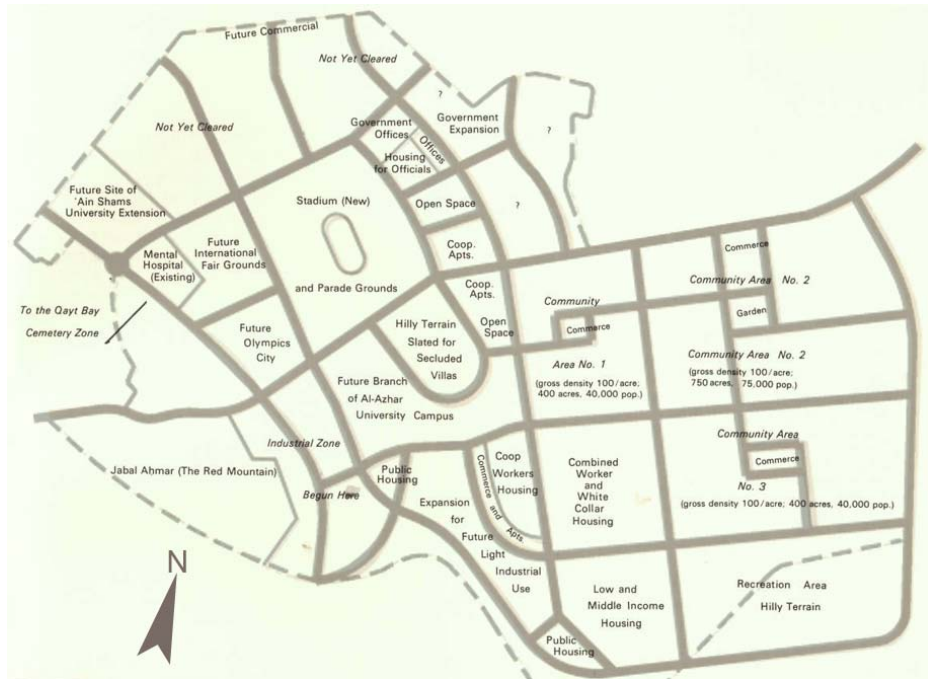 Future Commercial
Not Yet Cleared
Not Yet Cleared
?
Government
Expansion
?
Government
Offices
Offices
Housing
for Officials
Future Site of
'Ain Shams
University Extension
Stadium (New)
Open Space
?
Mental
Hospital
(Existing)
Future
International
Fair Grounds
Coop.
Apts.
Commerce
Community Area No. 2
and Parade Grounds
Coop.
Apts.
To the Qayt Bay
Cemetery Zone
Community
Garden
Future
Olympics
City
Hilly Terrain
Slated for
Secluded
Villas
Open
Space
Commerce
Area No. 1
(gross density 100/acre;
400 acres, 40,000 pop.)
Community Area No. 2
(gross density 100/acre;
750 acres, 75,000 pop.)
Future Branch
of Al-Azhar
University Campus
Industrial Zone
Community Area
Commerce
No. 3
(gross density 100/acre; 400 acres, 40,000 pop.)
Jabal Ahmar (The Red Mountain)
Begun Here
Public
Housing
Commerce and Apts.
Coop
Workers
Housing
Combined
Worker
and
White
Collar
Housing
Expansion
for
Future
Light
Industrial
Use
N
Low and
Middle Income
Housing
Recreation Area
Hilly Terrain
Public
Housing